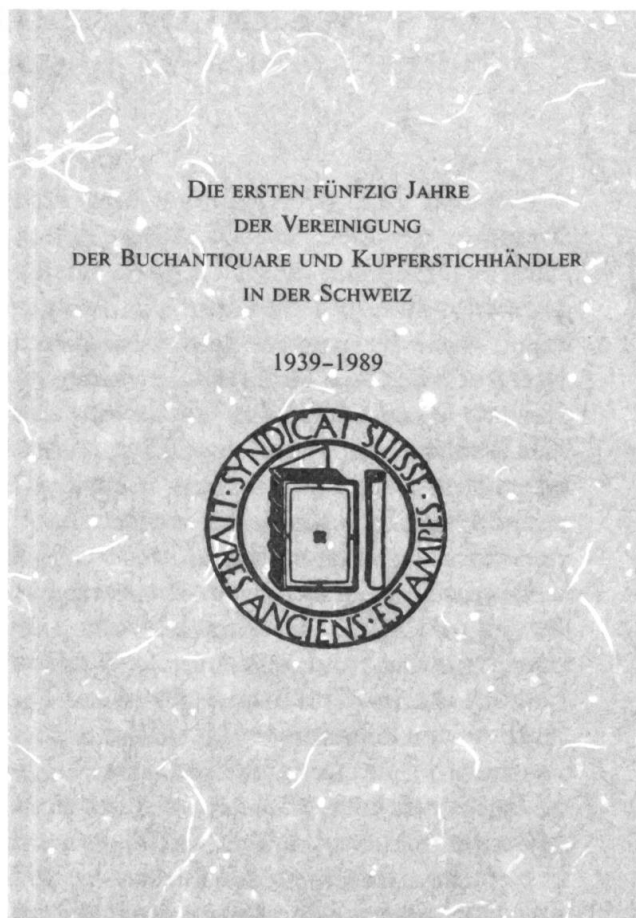 DIE ERSTEN FÜNFZIG JAHRE
DER VEREINIGUNG
DER BUCHANTIQUARE UND KUPFERSTICHHÄNDLER
IN DER SCHWEIZ
1939–1989
SYNDICAT SUISSE · ESTAMPES · LIVRES ANCIENS ·